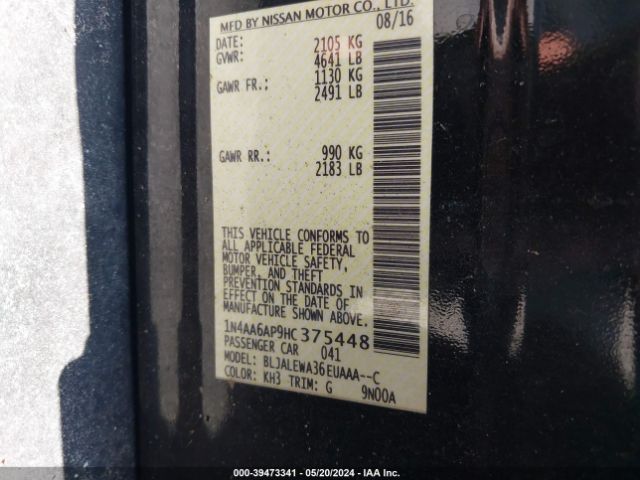 MFD BY NISSAN MOTOR CO., LTD.
DATE: 08/16
GVWR: 2105 KG
4641 LB
GAWR FR.: 1130 KG
2491 LB
GAWR RR.: 990 KG
2183 LB
THIS VEHICLE CONFORMS TO
ALL APPLICABLE FEDERAL
MOTOR VEHICLE SAFETY,
BUMPER, AND THEFT
PREVENTION STANDARDS IN
EFFECT ON THE DATE OF
MANUFACTURE SHOWN ABOVE.
1N4AA6AP9HC375448
PASSENGER CAR 041
MODEL: BLJALEWA36EUAAA--C
COLOR: KH3 TRIM: G 9N00A
000-39473341 - 05/20/2024 - IAA Inc.